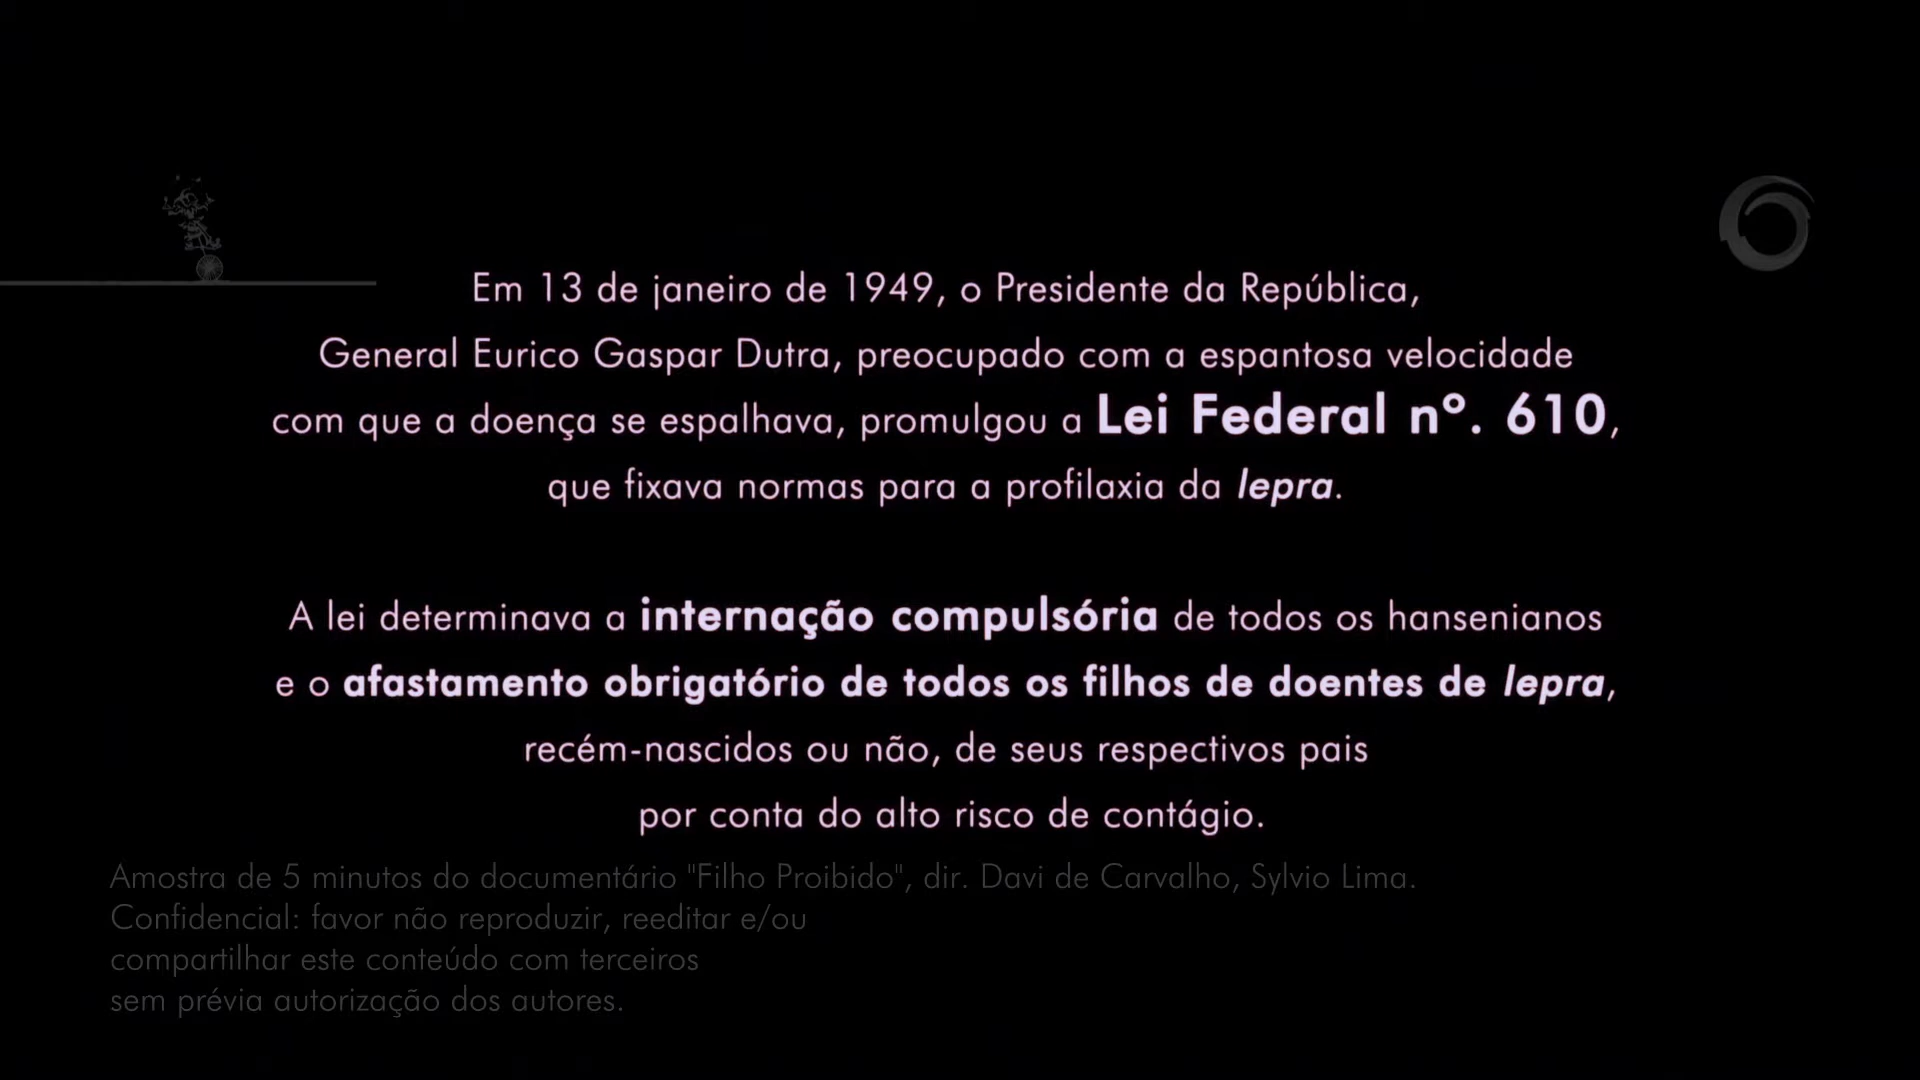 Em 13 de janeiro de 1949, o Presidente da República,
General Eurico Gaspar Dutra, preocupado com a espantosa velocidade
com que a doença se espalhava, promulgou a Lei Federal nº. 610,
que fixava normas para a profilaxia da lepra.
A lei determinava a internação compulsória de todos os hansenianos
e o afastamento obrigatório de todos os filhos de doentes de lepra,
recém-nascidos ou não, de seus respectivos pais
por conta do alto risco de contágio.
Amostra de 5 minutos do documentário "Filho Proibido", dir. Davi de Carvalho, Sylvio Lima.
Confidencial: favor não reproduzir, reeditar e/ou
compartilhar este conteúdo com terceiros
sem prévia autorização dos autores.